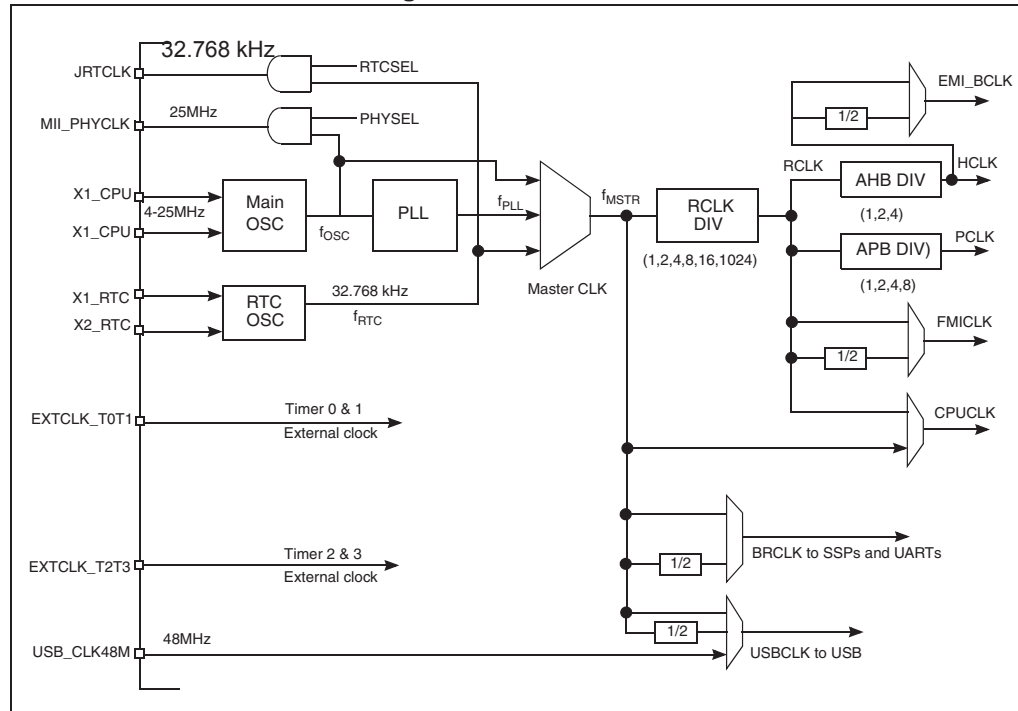 32.768 kHz
JRTCLK
RTCSEL
MII_PHYCLK
25MHz
PHYSEL
X1_CPU
4-25MHz
X1_CPU
Main
OSC
fOSC
PLL
fPLL
Master CLK
fMSTR
RCLK
DIV
(1,2,4,8,16,1024)
RCLK
AHB DIV
(1,2,4)
HCLK
1/2
EMI_BCLK
APB DIV)
(1,2,4,8)
PCLK
1/2
FMICLK
CPUCLK
X1_RTC
X2_RTC
RTC
OSC
32.768 kHz
fRTC
EXTCLK_T0T1
Timer 0 & 1
External clock
1/2
BRCLK to SSPs and UARTs
EXTCLK_T2T3
Timer 2 & 3
External clock
USB_CLK48M
48MHz
1/2
USBCLK to USB